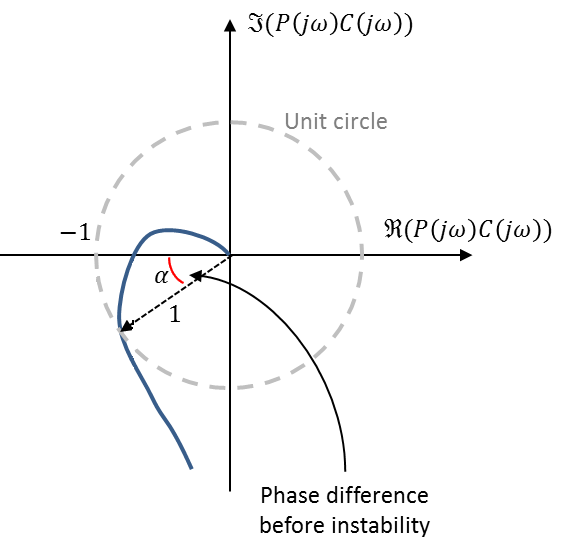 ℑ(P(jω)C(jω))
Unit circle
−1
ℜ(P(jω)C(jω))
α
1
Phase difference
before instability